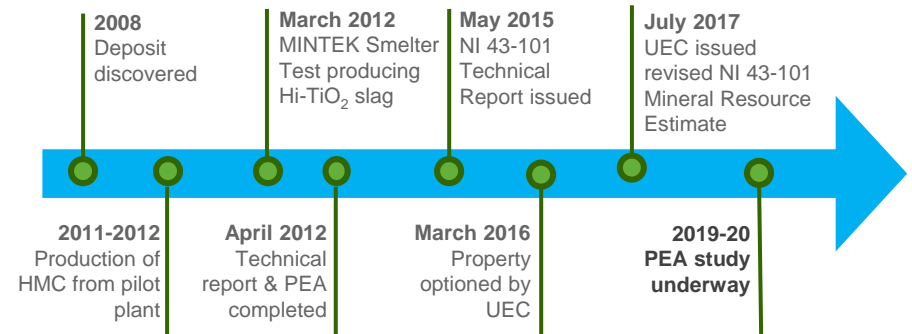 2008
Deposit
discovered
March 2012
MINTEK Smelter
Test producing
Hi-TiO₂ slag
May 2015
NI 43-101
Technical
Report issued
July 2017
UEC issued
revised NI 43-101
Mineral Resource
Estimate
2011-2012
Production of
HMC from pilot
plant
April 2012
Technical
report & PEA
completed
March 2016
Property
optioned by
UEC
2019-20
PEA study
underway